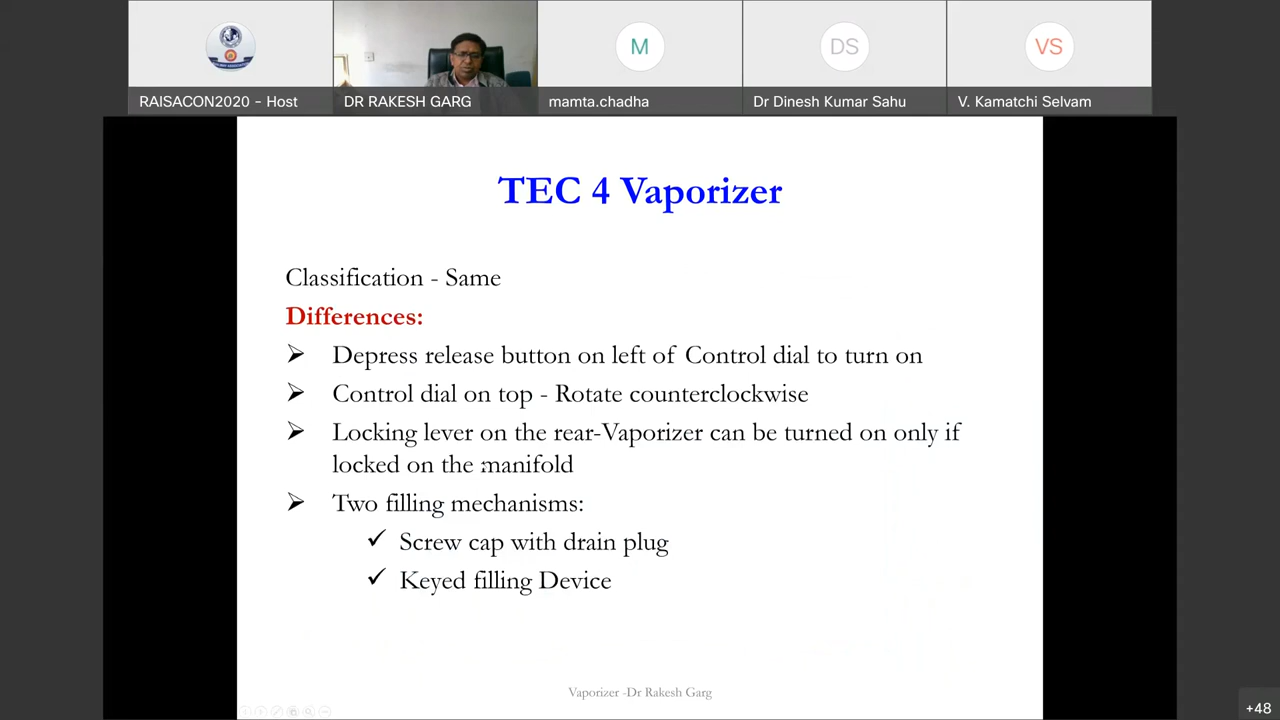 M
DS
VS
RAISACON2020 - Host
DR RAKESH GARG
mamta.chadha
Dr Dinesh Kumar Sahu
V. Kamatchi Selvam
TEC 4 Vaporizer
Classification - Same
Differences:
Depress release button on left of Control dial to turn on
Control dial on top - Rotate counterclockwise
Locking lever on the rear-Vaporizer can be turned on only if
locked on the manifold
Two filling mechanisms:
Screw cap with drain plug
Keyed filling Device
Vaporizer -Dr Rakesh Garg
+48